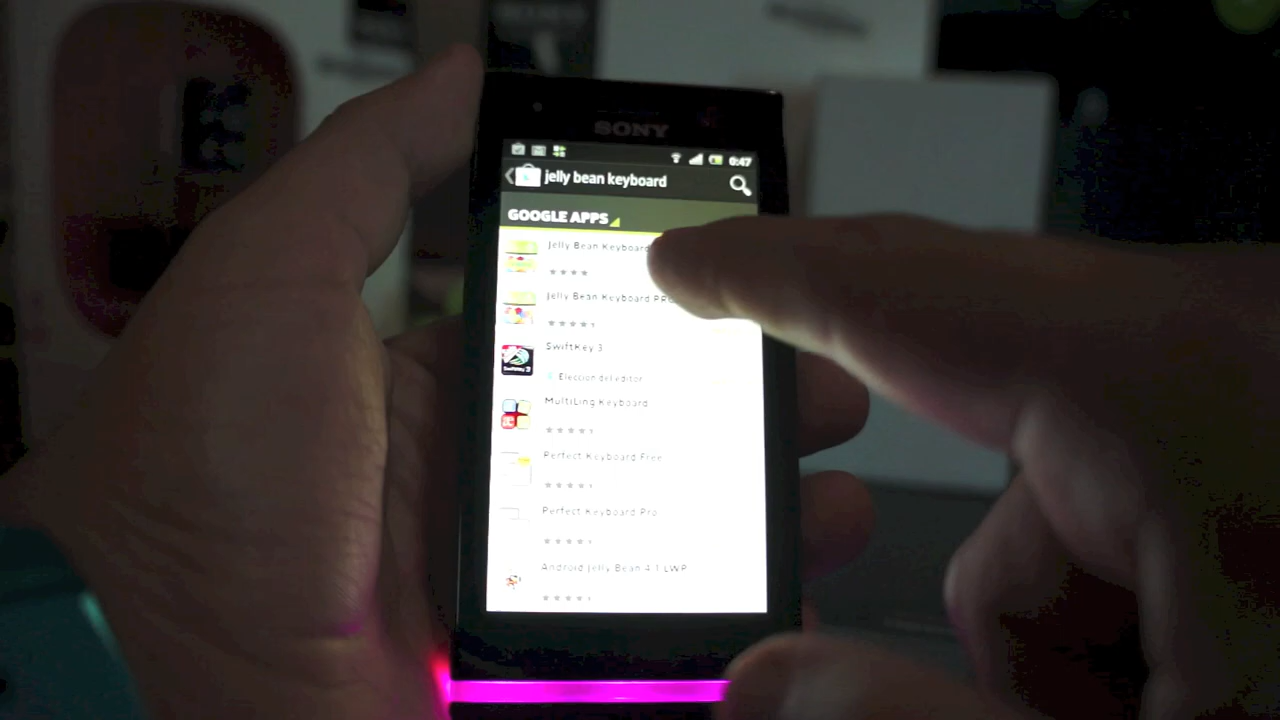 SONY
0:47
jelly bean keyboard
GOOGLE APPS
Jelly Bean Keyboard
Jelly Bean Keyboard PRO
SwiftKey 3
Elección del editor
MultiLing Keyboard
Perfect Keyboard Free
Perfect Keyboard Pro
Android Jelly Bean 4.1 LWP